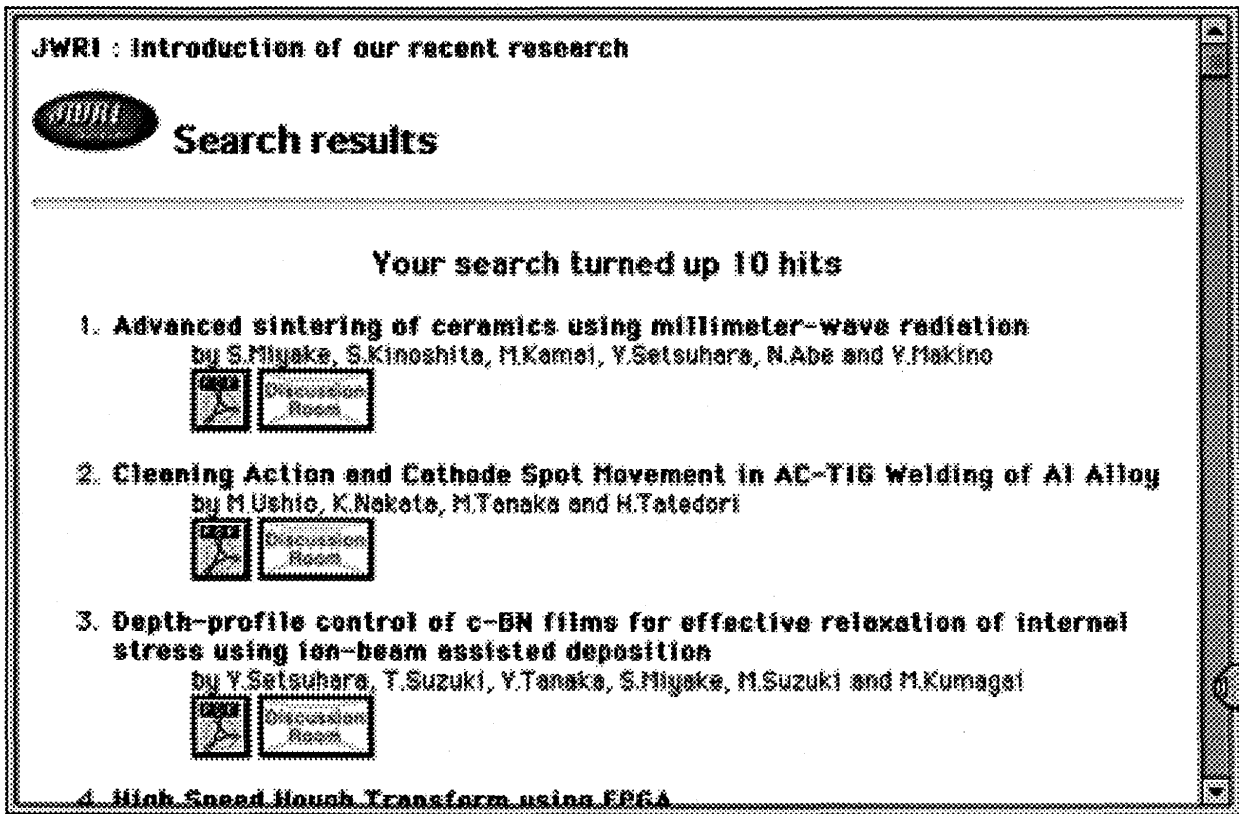 JWRI : Introduction of our recent research
JWRI
Search results
Your search turned up 10 hits
1. Advanced sintering of ceramics using millimeter-wave radiation
by S.Miyake, S.Kinoshita, M.Kamai, Y.Setsuhara, N.Abe and Y.Makino
PDF
Discussion
Room
2. Cleaning Action and Cathode Spot Movement in AC-TIG Welding of Al Alloy
by M.Ushio, K.Nakata, M.Tanaka and H.Tatedori
PDF
Discussion
Room
3. Depth-profile control of c-BN films for effective relaxation of internal
stress using ion-beam assisted deposition
by Y.Setsuhara, T.Suzuki, Y.Tanaka, S.Miyake, M.Suzuki and M.Kumagai
PDF
Discussion
Room
4. High Speed Hough Transform using FPGA